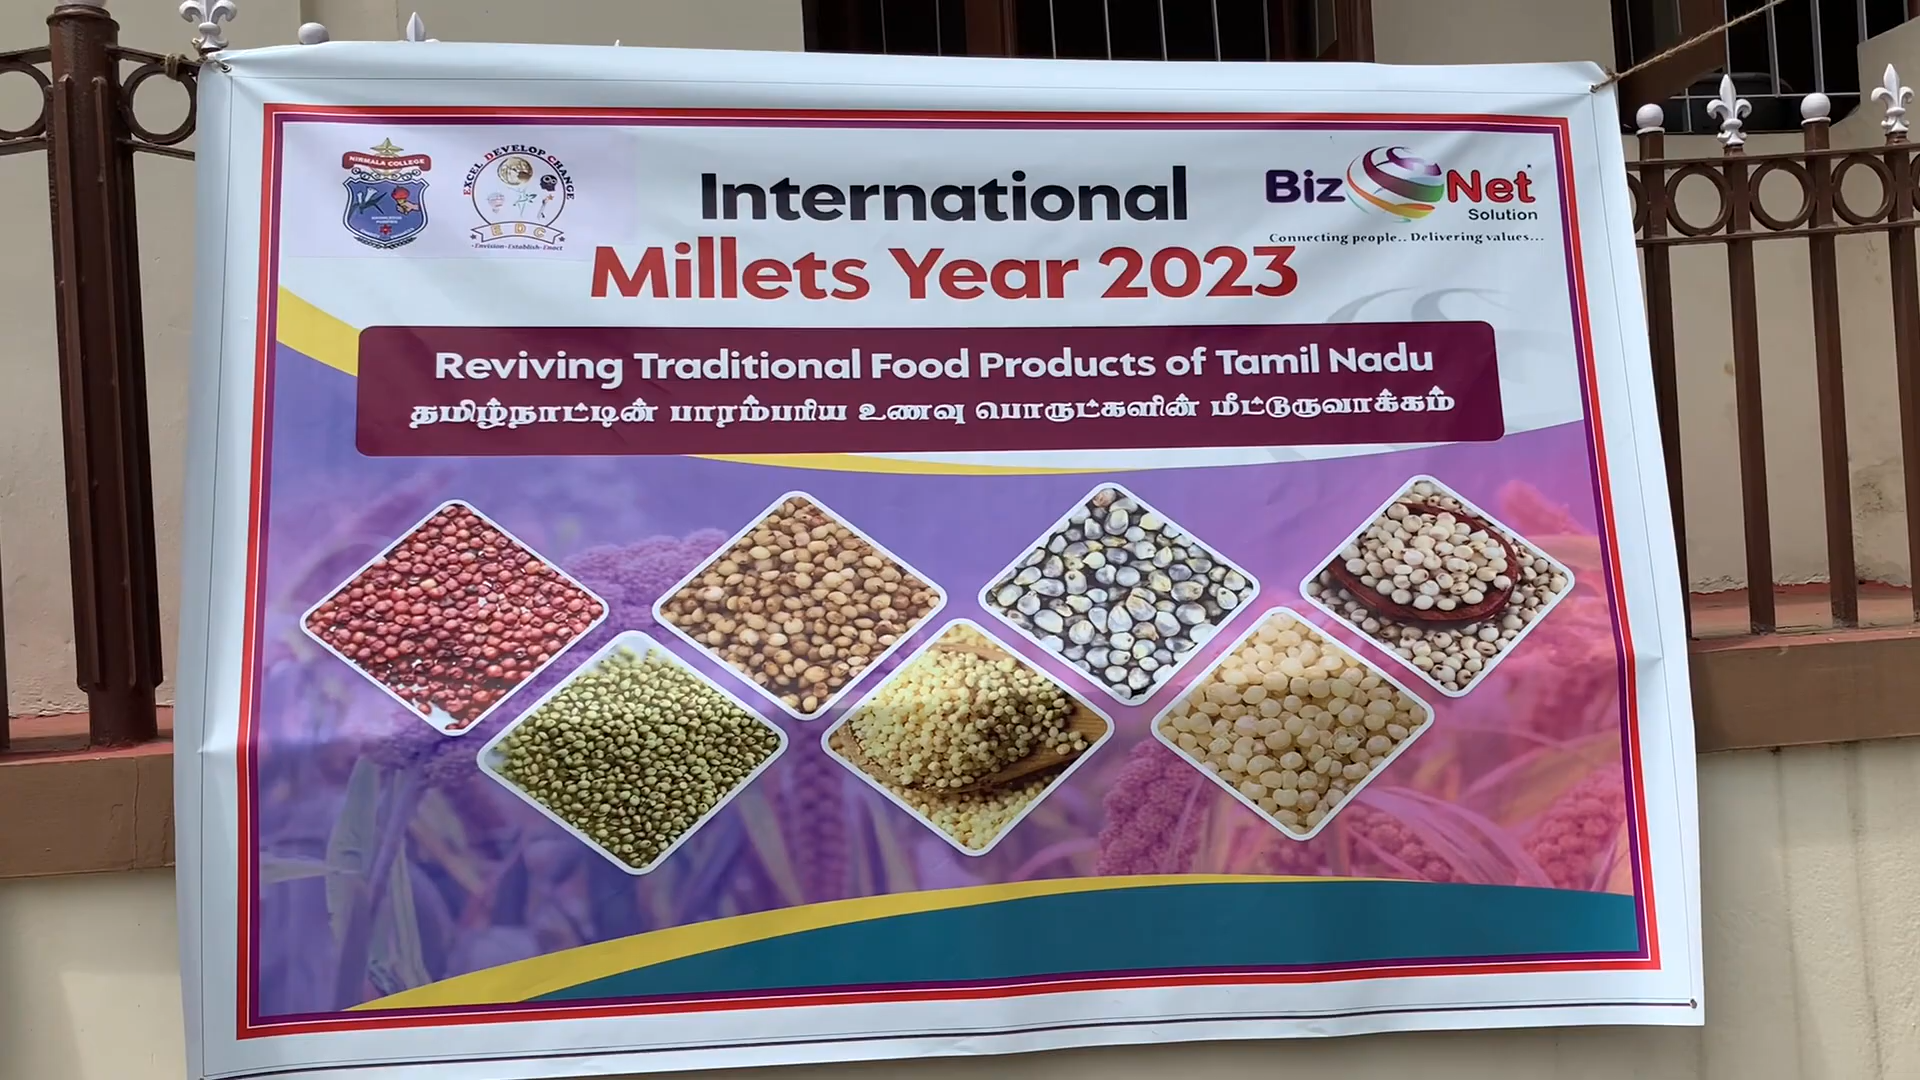 NIRMALA COLLEGE
EXCEL DEVELOP CHANGE
EDC
-Envision-Establish-Enact
International
Millets Year 2023
Biz Net
Solution
Connecting people.. Delivering values...
Reviving Traditional Food Products of Tamil Nadu
தமிழ்நாட்டின் பாரம்பரிய உணவு பொருட்களின் மீட்டுருவாக்கம்